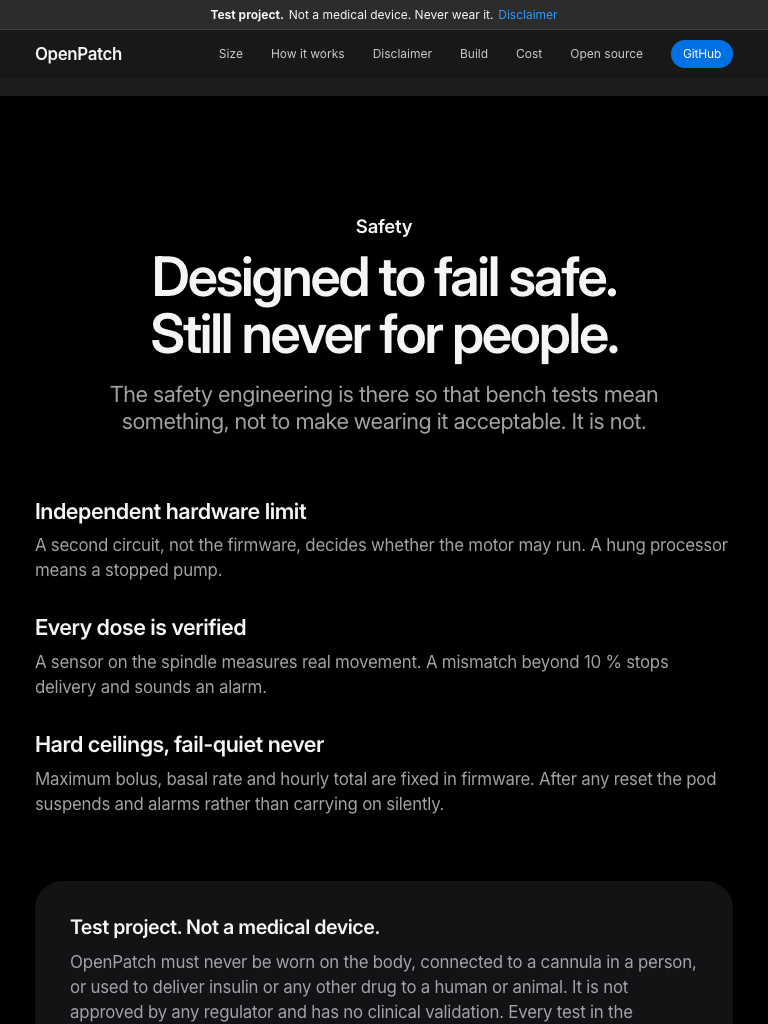 Test project. Not a medical device. Never wear it. Disclaimer
OpenPatch Size How it works Disclaimer Build Cost Open source GitHub
Safety
Designed to fail safe.
Still never for people.
The safety engineering is there so that bench tests mean
something, not to make wearing it acceptable. It is not.
Independent hardware limit
A second circuit, not the firmware, decides whether the motor may run. A hung processor
means a stopped pump.
Every dose is verified
A sensor on the spindle measures real movement. A mismatch beyond 10 % stops
delivery and sounds an alarm.
Hard ceilings, fail-quiet never
Maximum bolus, basal rate and hourly total are fixed in firmware. After any reset the pod
suspends and alarms rather than carrying on silently.
Test project. Not a medical device.
OpenPatch must never be worn on the body, connected to a cannula in a person,
or used to deliver insulin or any other drug to a human or animal. It is not
approved by any regulator and has no clinical validation. Every test in the